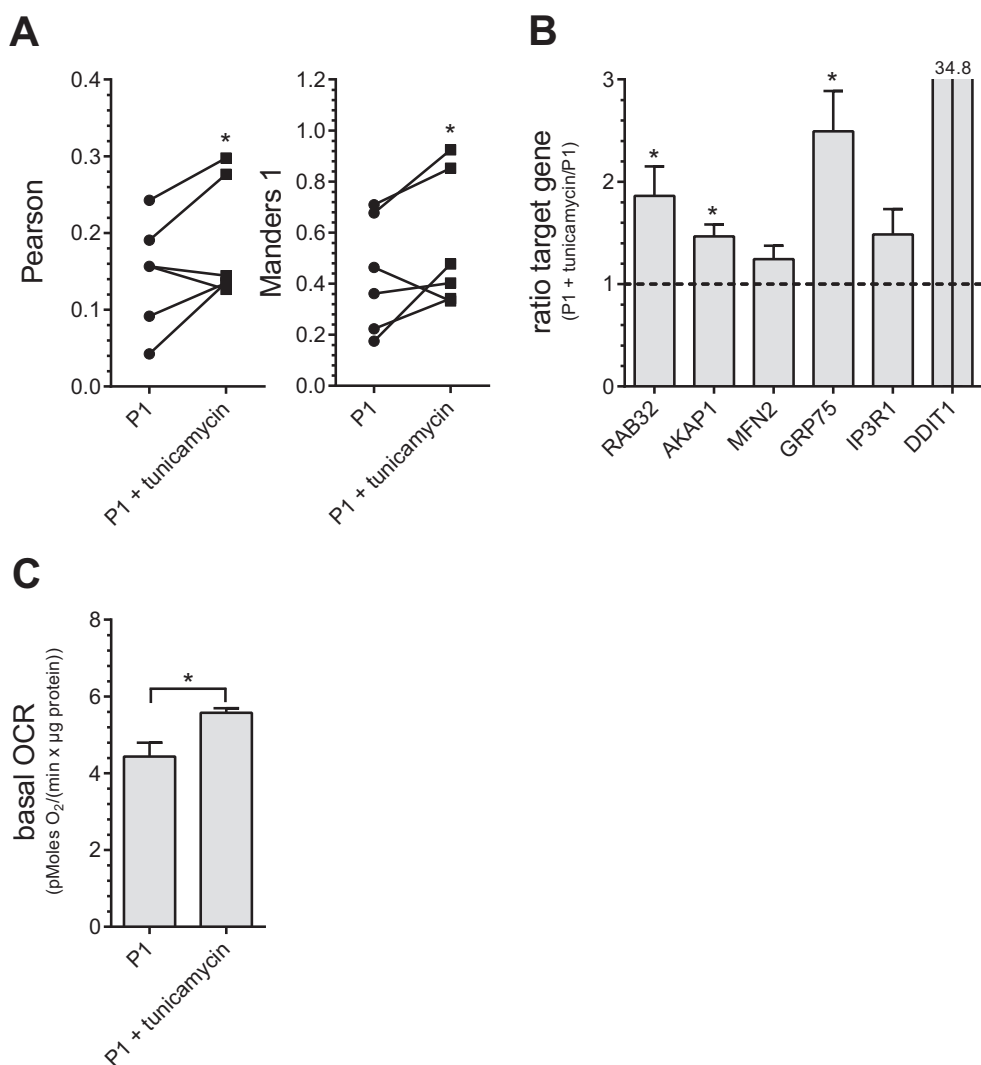 A
Pearson
0.4
0.3
0.2
0.1
0.0
*
P1
P1 + tunicamycin
Manders 1
1.2
1.0
0.8
0.6
0.4
0.2
0.0
*
P1
P1 + tunicamycin
B
ratio target gene
(P1 + tunicamycin/P1)
3
2
1
0
*
*
*
34.8
RAB32
AKAP1
MFN2
GRP75
IP3R1
DDIT1
C
basal OCR
(pMoles O₂/(min x µg protein))
8
6
4
2
0
*
P1
P1 + tunicamycin